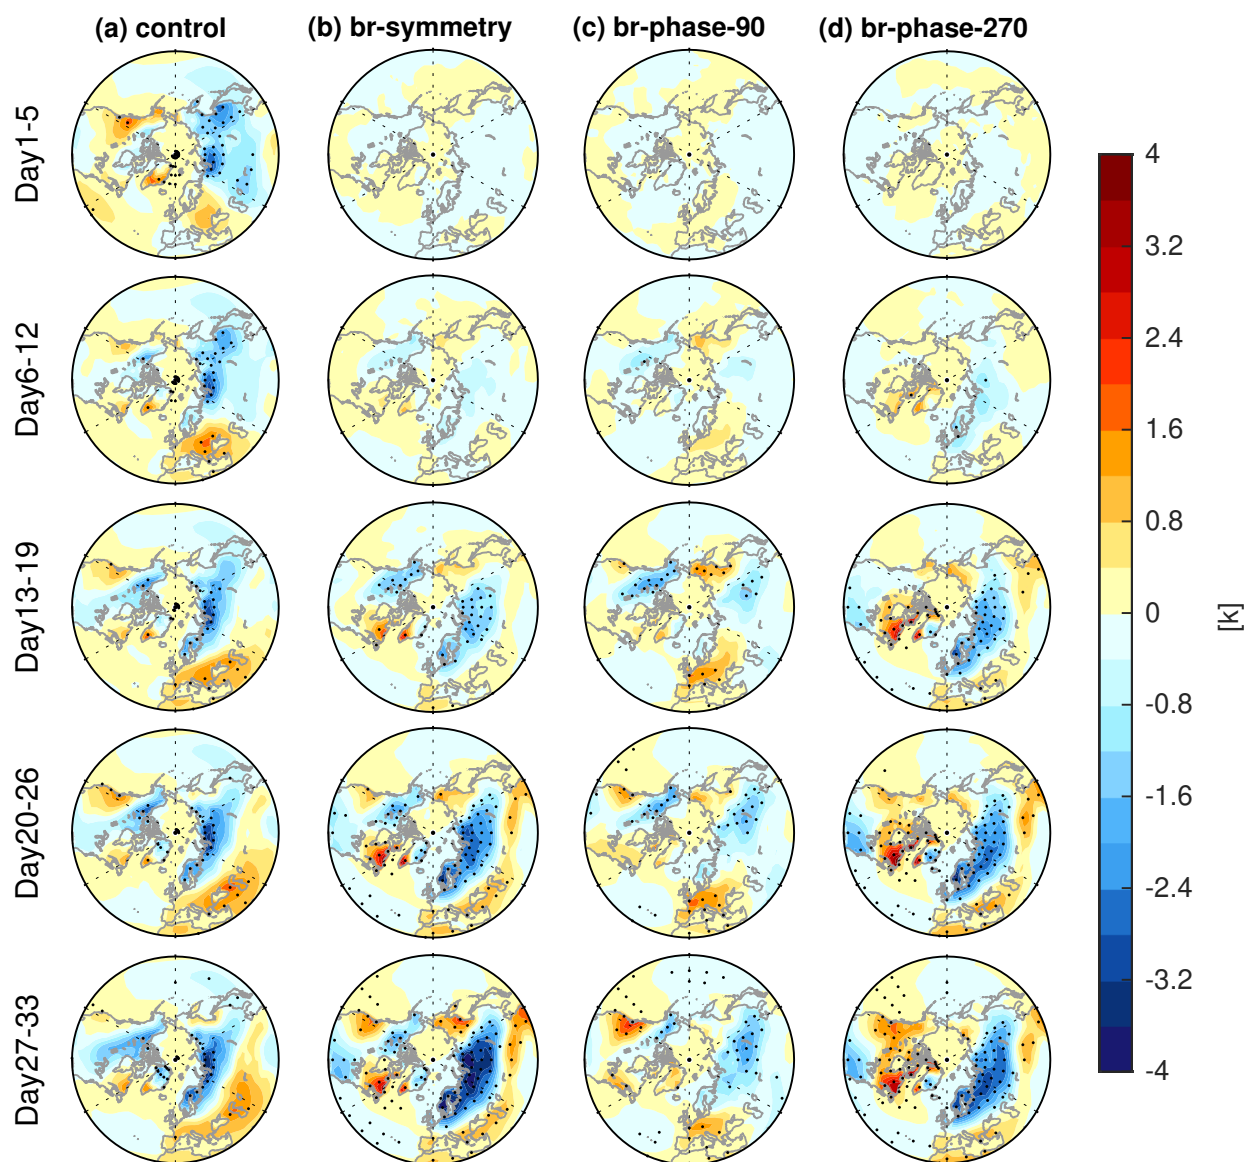 (a) control
(b) br-symmetry
(c) br-phase-90
(d) br-phase-270
Day1-5
Day6-12
Day13-19
Day20-26
Day27-33
4
3.2
2.4
1.6
0.8
0
-0.8
-1.6
-2.4
-3.2
-4
[k]